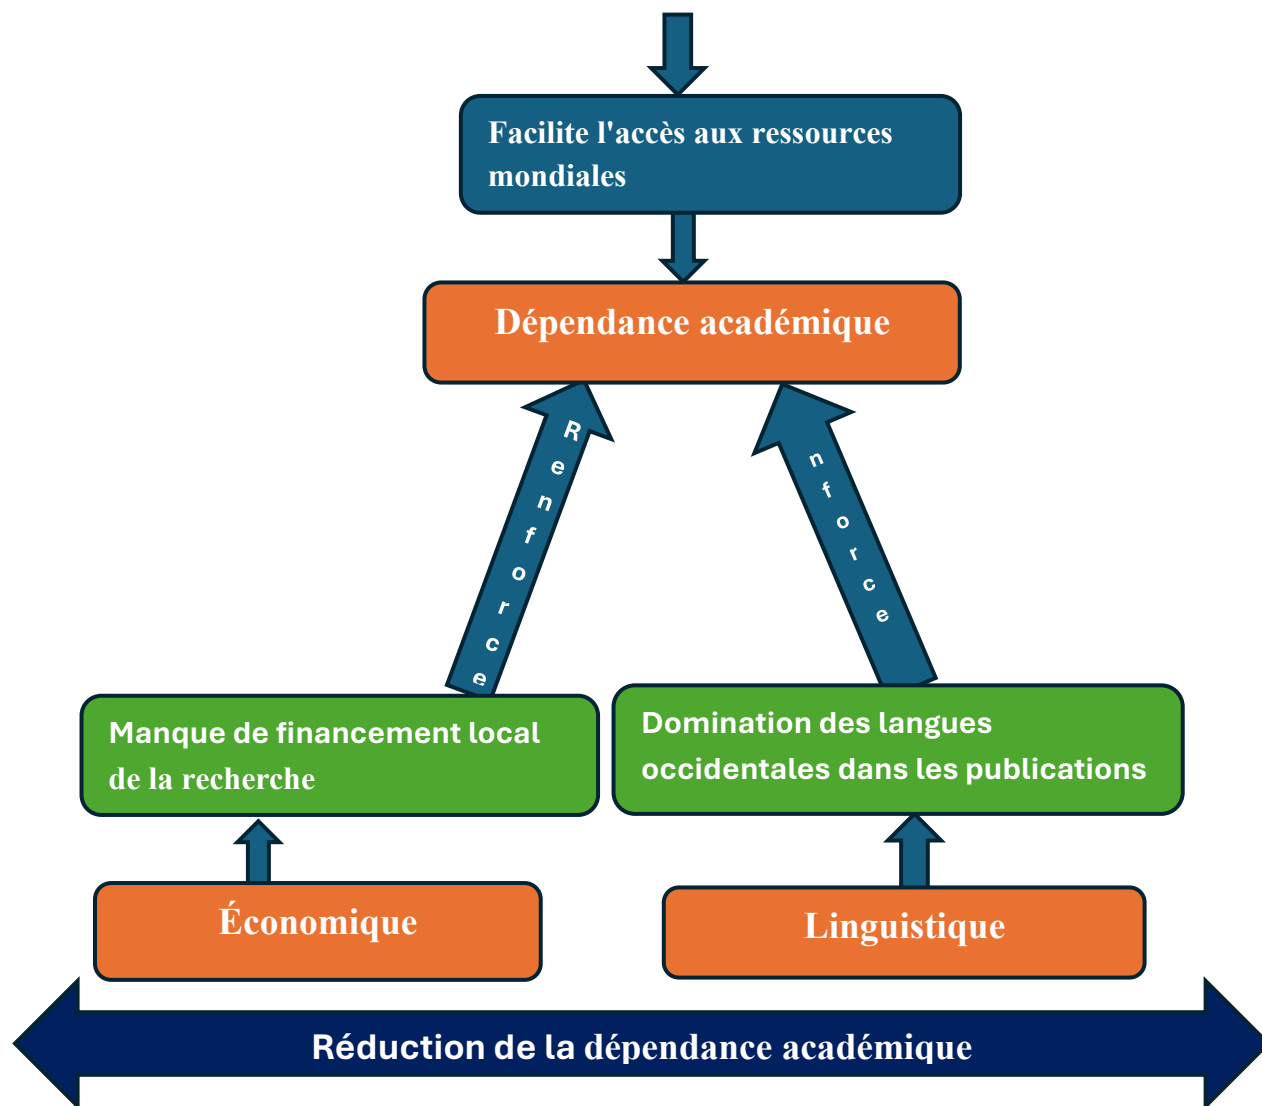 Facilite l'accès aux ressources
mondiales
Dépendance académique
Renforce
nforce
Manque de financement local
de la recherche
Domination des langues
occidentales dans les publications
Économique
Linguistique
Réduction de la dépendance académique